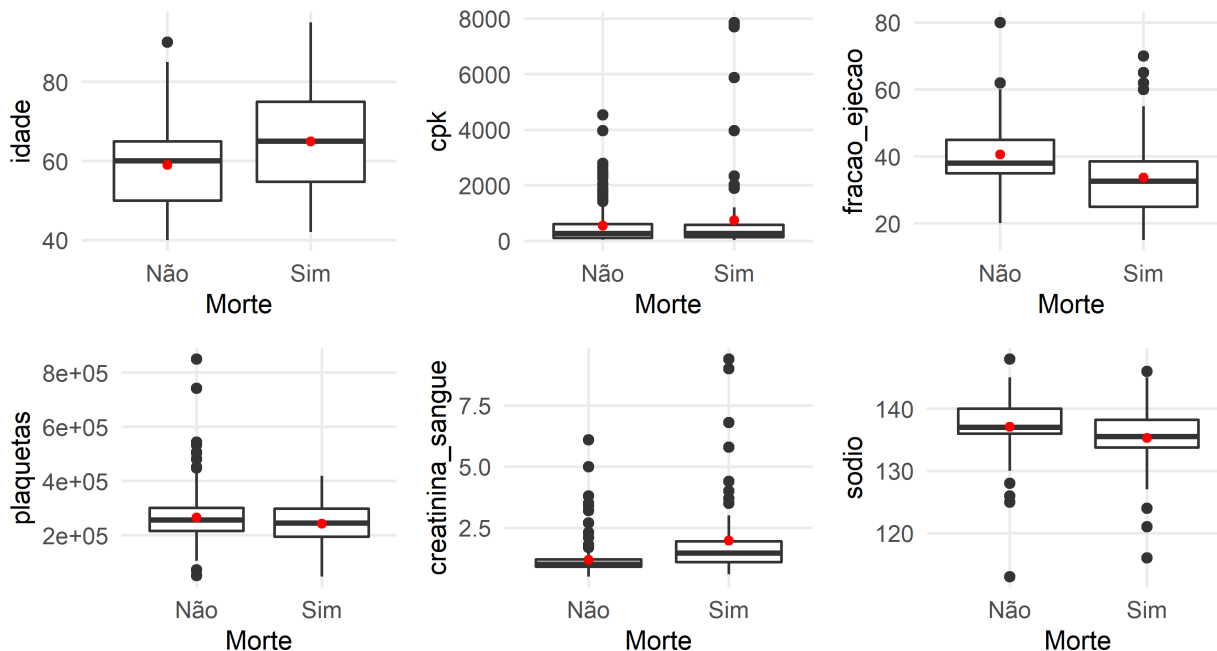 idade
80
60
40
Não
Sim
Morte
cpk
8000
6000
4000
2000
0
Não
Sim
Morte
fracao_ejecao
80
60
40
20
Não
Sim
Morte
plaquetas
8e+05
6e+05
4e+05
2e+05
Não
Sim
Morte
creatinina_sangue
7.5
5.0
2.5
Não
Sim
Morte
sodio
140
130
120
Não
Sim
Morte